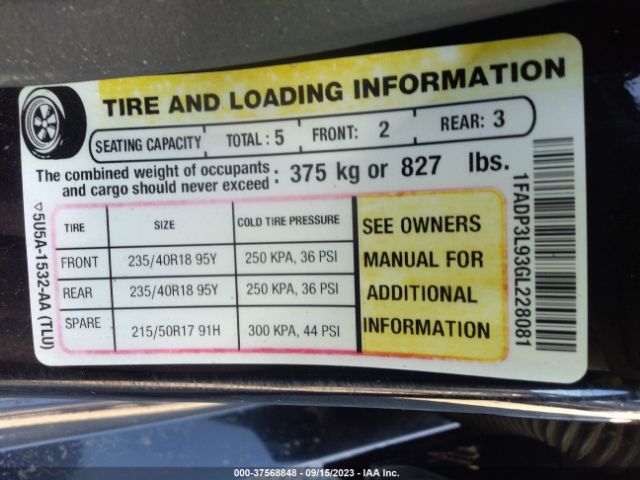 TIRE AND LOADING INFORMATION
SEATING CAPACITY TOTAL : 5 FRONT: 2 REAR: 3
The combined weight of occupants and cargo should never exceed : 375 kg or 827 lbs.
TIRE SIZE COLD TIRE PRESSURE
FRONT 235/40R18 95Y 250 KPA, 36 PSI
REAR 235/40R18 95Y 250 KPA, 36 PSI
SPARE 215/50R17 91H 300 KPA, 44 PSI
SEE OWNERS
MANUAL FOR
ADDITIONAL
INFORMATION
5U5A-1532-AA (TLU)
1FADP3L93GL228081
000-37568848 - 09/15/2023 - IAA Inc.